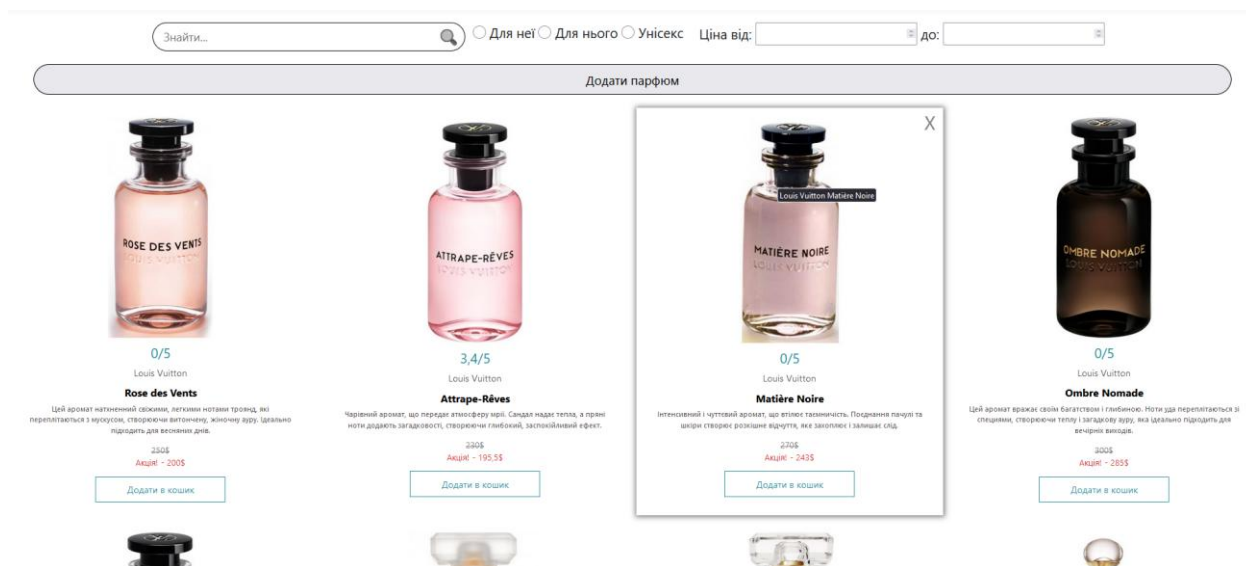 Знайти...
Для неї Для нього Унісекс Ціна від: до:
Додати парфюм
ROSE DES VENTS
LOUIS VUITTON
0/5
Louis Vuitton
Rose des Vents
Цей аромат натхненний свіжими, легкими нотами троянд, які
переплітаються з мускусом, створюючи витончену, жіночну ауру. Ідеально
підходить для весняних днів.
250$
Акція! - 200$
Додати в кошик
ATTRAPE-RÊVES
LOUIS VUITTON
3,4/5
Louis Vuitton
Attrape-Rêves
Чарівний аромат, що передає атмосферу мрії. Сандал надає тепла, а пряні
ноти додають загадковості, створюючи глибокий, заспокійливий ефект.
230$
Акція! - 195,5$
Додати в кошик
X
Louis Vuitton Matière Noire
MATIÈRE NOIRE
LOUIS VUITTON
0/5
Louis Vuitton
Matière Noire
Інтенсивний і чуттєвий аромат, що втілює таємничість. Поєднання пачулі та
шкіри створює розкішне відчуття, яке захоплює і залишає слід.
270$
Акція! - 243$
Додати в кошик
OMBRE NOMADE
LOUIS VUITTON
0/5
Louis Vuitton
Ombre Nomade
Цей аромат вражає своїм багатством і глибиною. Ноти уда переплітаються зі
спеціями, створюючи теплу і загадкову ауру, яка ідеально підходить для
вечірніх виходів.
300$
Акція! - 285$
Додати в кошик